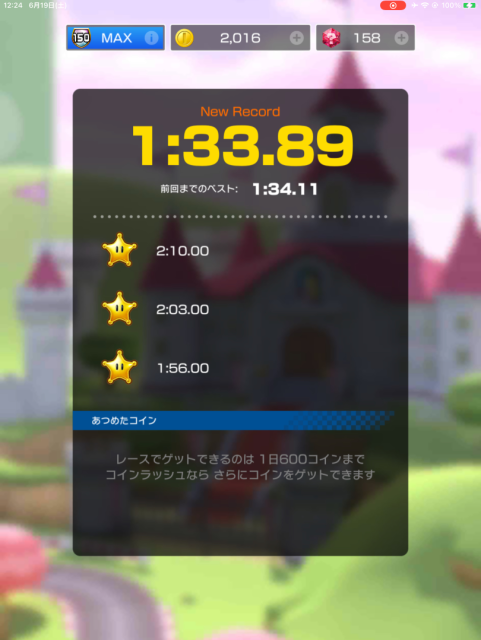 12:24 6月19日(土)
100%
150 MAX
2,016
158
New Record
1:33.89
前回までのベスト: 1:34.11
2:10.00
2:03.00
1:56.00
あつめたコイン
レースでゲットできるのは 1日600コインまで
コインラッシュなら さらにコインをゲットできます